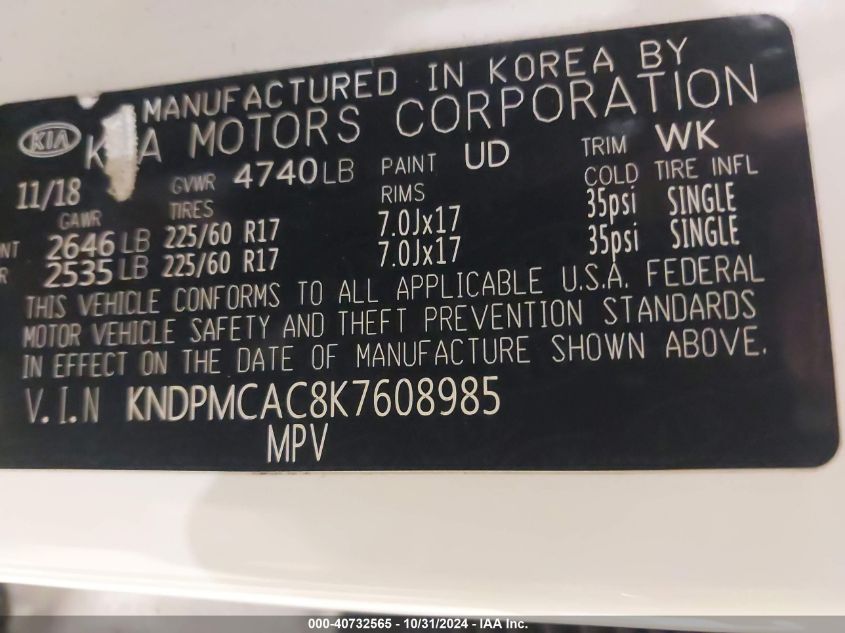 MANUFACTURED IN KOREA BY
KIA KIA MOTORS CORPORATION
11/18 GVWR 4740LB PAINT UD TRIM WK
GAWR TIRES RIMS COLD TIRE INFL
NT 2646 LB 225/60 R17 7.0Jx17 35psi SINGLE
R 2535 LB 225/60 R17 7.0Jx17 35psi SINGLE
THIS VEHICLE CONFORMS TO ALL APPLICABLE U.S.A. FEDERAL
MOTOR VEHICLE SAFETY AND THEFT PREVENTION STANDARDS
IN EFFECT ON THE DATE OF MANUFACTURE SHOWN ABOVE.
V.I.N KNDPMCAC8K7608985
MPV
000-40732565 - 10/31/2024 - IAA Inc.